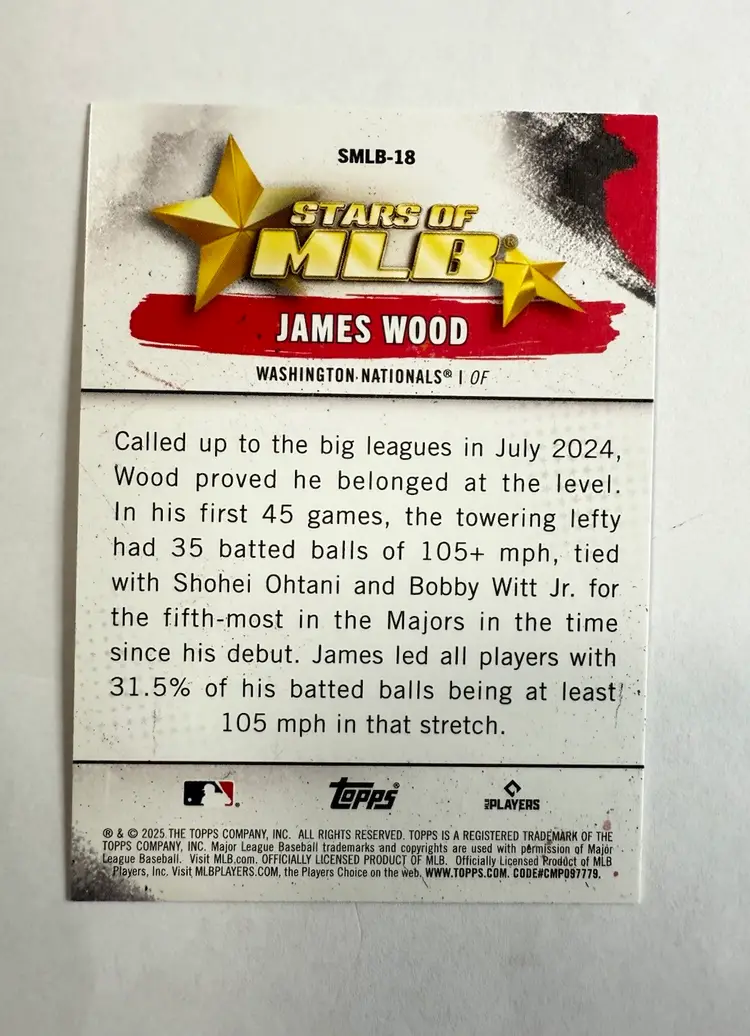 SMLB-18
STARS OF
MLB®
JAMES WOOD
WASHINGTON NATIONALS® | OF
Called up to the big leagues in July 2024,
Wood proved he belonged at the level.
In his first 45 games, the towering lefty
had 35 batted balls of 105+ mph, tied
with Shohei Ohtani and Bobby Witt Jr. for
the fifth-most in the Majors in the time
since his debut. James led all players with
31.5% of his batted balls being at least
105 mph in that stretch.
topps® PLAYERS
® & © 2025 THE TOPPS COMPANY, INC. ALL RIGHTS RESERVED. TOPPS IS A REGISTERED TRADEMARK OF THE
TOPPS COMPANY, INC. Major League Baseball trademarks and copyrights are used with permission of Major
League Baseball. Visit MLB.com. OFFICIALLY LICENSED PRODUCT OF MLB. Officially Licensed Product of MLB
Players, Inc. Visit MLBPLAYERS.COM, the Players Choice on the web. WWW.TOPPS.COM. CODE#CMP097779.